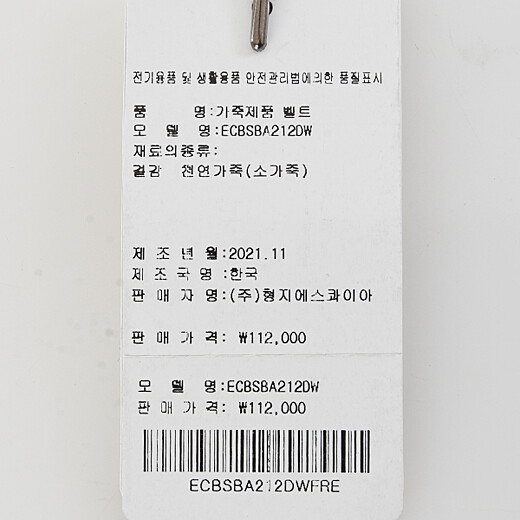 전기용품 및 생활용품 안전관리법에의한 품질표시
품 명:가죽제품 벨트
모 델 명:ECBSBA212DW
재료의종류:
겉감 천연가죽(소가죽)
제 조 년 월:2021.11
제 조 국 명:한국
판 매 자 명:(주)형지에스콰이아
판 매 가 격: ₩112,000
모 델 명:ECBSBA212DW
판 매 가 격: ₩112,000
ECBSBA212DWFRE